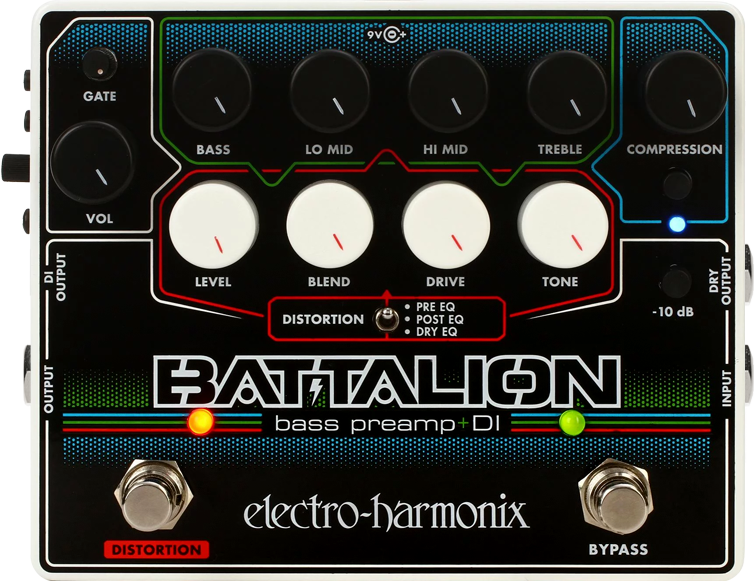 9V +
GATE
BASS
LO MID
HI MID
TREBLE
COMPRESSION
VOL
LEVEL
BLEND
DRIVE
TONE
DI OUTPUT
DRY OUTPUT
-10 dB
DISTORTION
• PRE EQ
• POST EQ
• DRY EQ
OUTPUT
INPUT
BATTALION
bass preamp+DI
electro-harmonix
DISTORTION
BYPASS